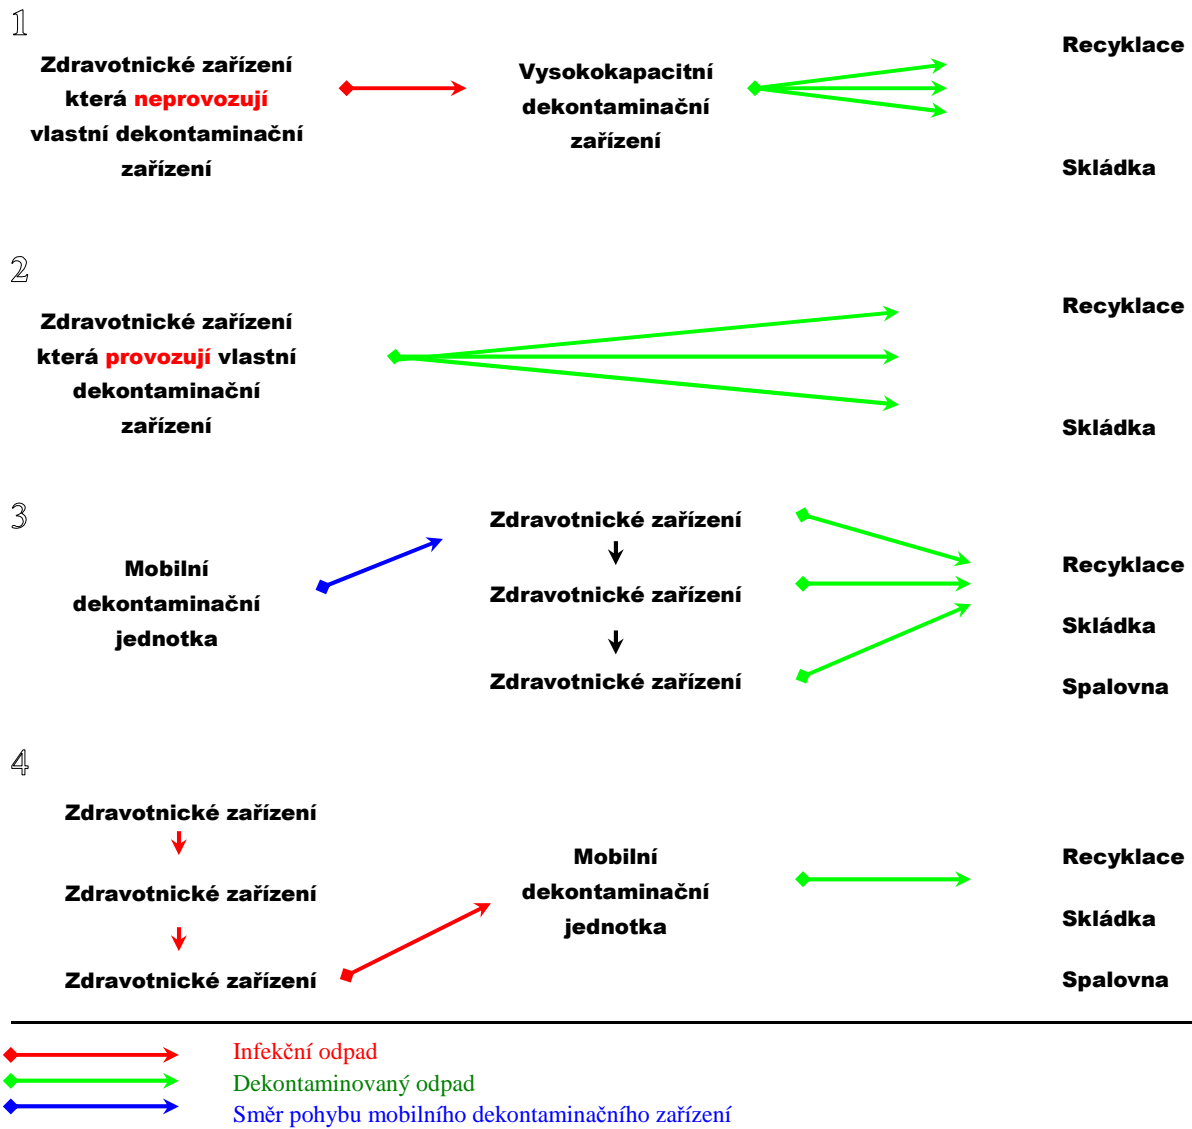 1
Zdravotnické zařízení
která neprovozují
vlastní dekontaminační
zařízení
Vysokokapacitní
dekontaminační
zařízení
Recyklace
Skládka
2
Zdravotnické zařízení
která provozují vlastní
dekontaminační
zařízení
Recyklace
Skládka
3
Mobilní
dekontaminační
jednotka
Zdravotnické zařízení
Zdravotnické zařízení
Zdravotnické zařízení
Recyklace
Skládka
Spalovna
4
Zdravotnické zařízení
Zdravotnické zařízení
Zdravotnické zařízení
Mobilní
dekontaminační
jednotka
Recyklace
Skládka
Spalovna
Infekční odpad
Dekontaminovaný odpad
Směr pohybu mobilního dekontaminačního zařízení